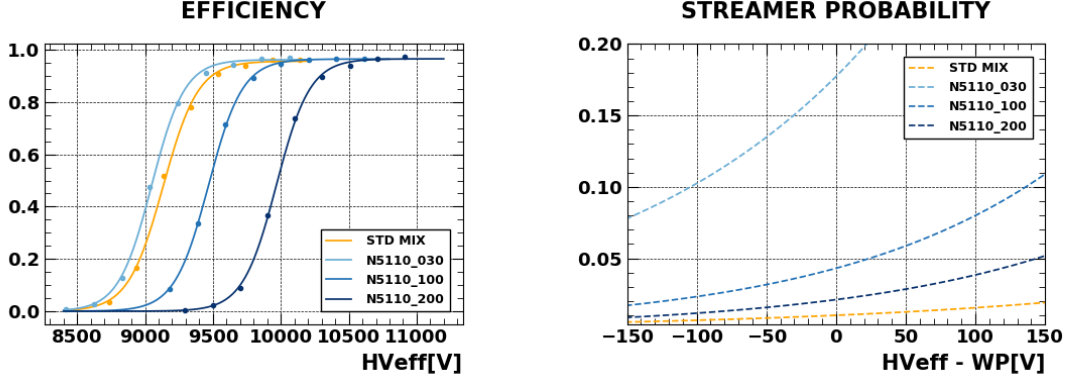 EFFICIENCY
1.0
0.8
0.6
0.4
0.2
0.0
8500 9000 9500 10000 10500 11000
HVeff[V]
STD MIX
N5110_030
N5110_100
N5110_200
STREAMER PROBABILITY
0.20
0.15
0.10
0.05
−150 −100 −50 0 50 100 150
HVeff - WP[V]
STD MIX
N5110_030
N5110_100
N5110_200